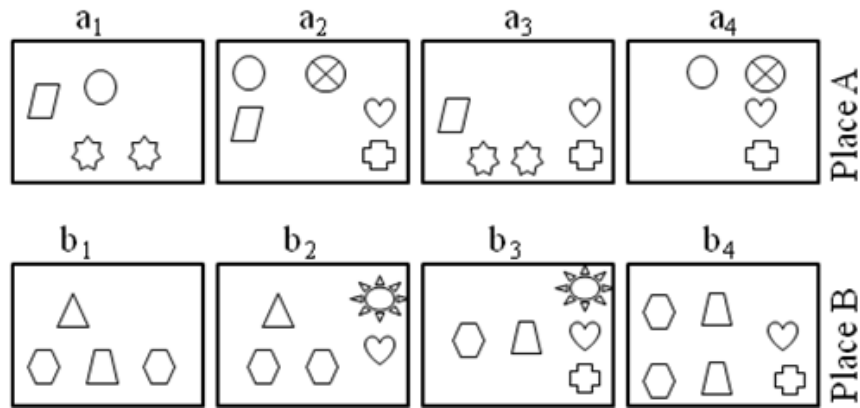 a₁ a₂ a₃ a₄
Place A
b₁ b₂ b₃ b₄
Place B